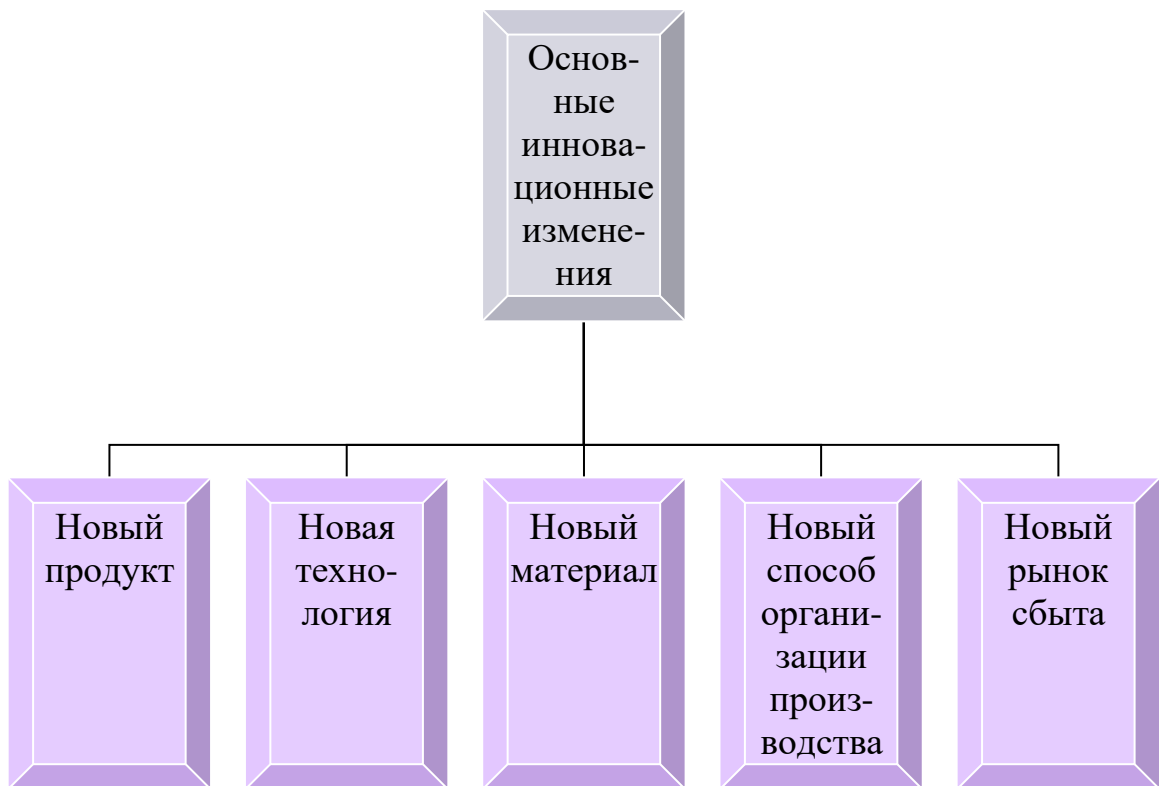 Основ-
ные
иннова-
ционные
измене-
ния
Новый
продукт
Новая
техно-
логия
Новый
материал
Новый
способ
органи-
зации
произ-
водства
Новый
рынок
сбыта